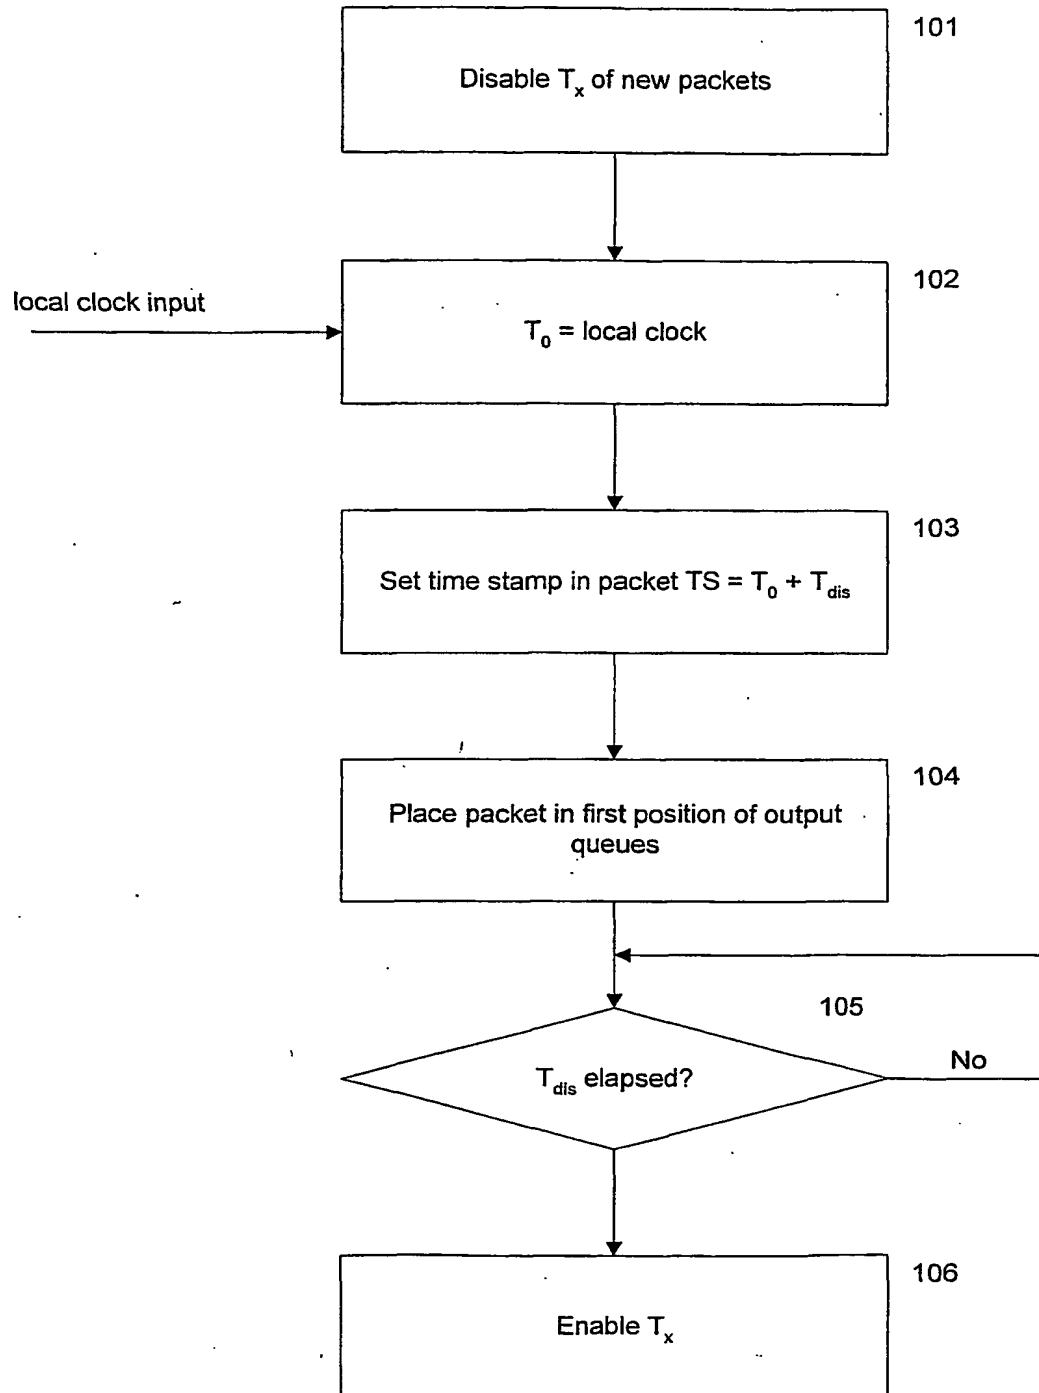 101
Disable Tx of new packets
102
local clock input
T0 = local clock
103
Set time stamp in packet TS = T0 + Tdis
104
Place packet in first position of output
queues
105
Tdis elapsed?
No
106
Enable Tx